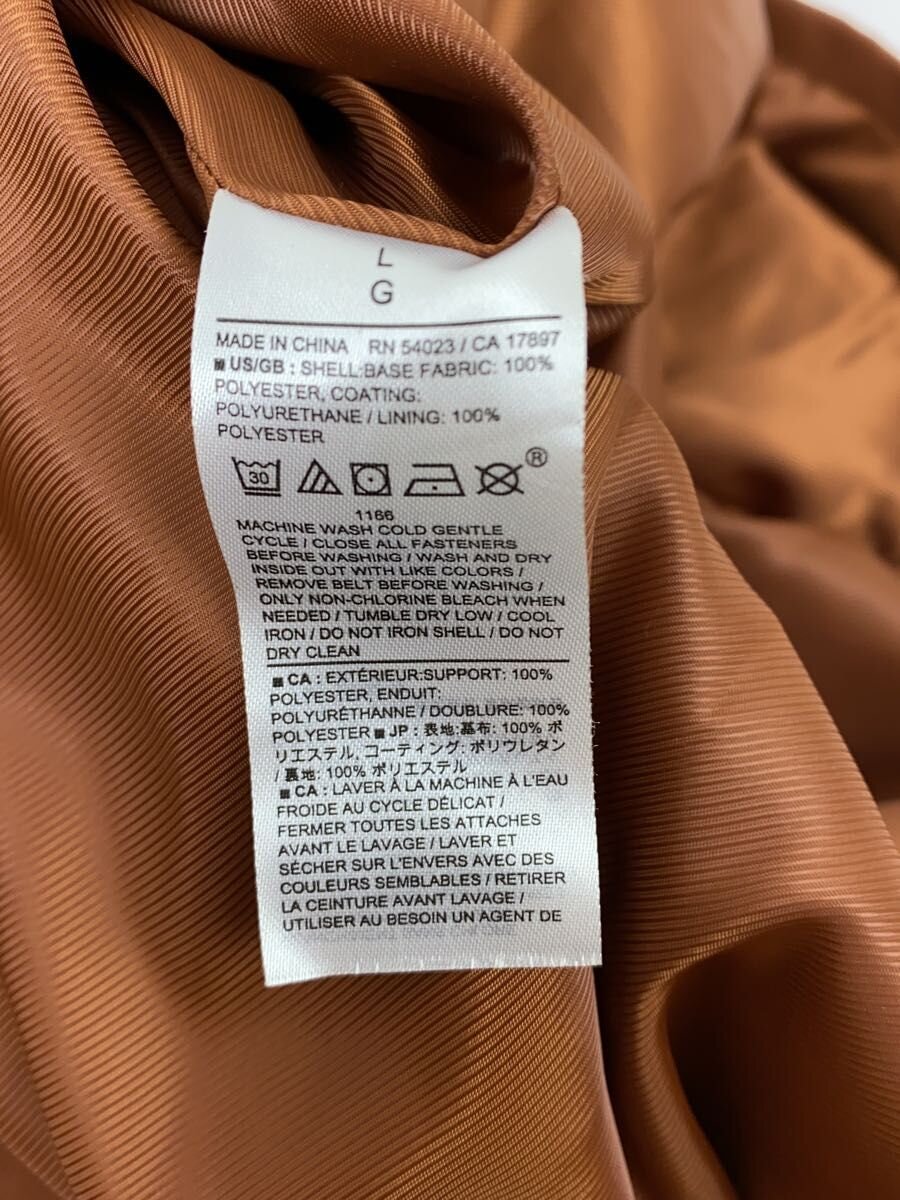 L
G
MADE IN CHINA RN 54023 / CA 17897
■ US/GB : SHELL:BASE FABRIC: 100%
POLYESTER, COATING:
POLYURETHANE / LINING: 100%
POLYESTER
30
®
1166
MACHINE WASH COLD GENTLE
CYCLE / CLOSE ALL FASTENERS
BEFORE WASHING / WASH AND DRY
INSIDE OUT WITH LIKE COLORS /
REMOVE BELT BEFORE WASHING /
ONLY NON-CHLORINE BLEACH WHEN
NEEDED / TUMBLE DRY LOW / COOL
IRON / DO NOT IRON SHELL / DO NOT
DRY CLEAN
■ CA : EXTÉRIEUR:SUPPORT: 100%
POLYESTER, ENDUIT:
POLYURÉTHANNE / DOUBLURE: 100%
POLYESTER ■ JP : 表地:基布: 100% ポ
リエステル, コーティング: ポリウレタン
/ 裏地: 100% ポリエステル
■ CA : LAVER À LA MACHINE À L'EAU
FROIDE AU CYCLE DÉLICAT /
FERMER TOUTES LES ATTACHES
AVANT LE LAVAGE / LAVER ET
SÉCHER SUR L'ENVERS AVEC DES
COULEURS SEMBLABLES / RETIRER
LA CEINTURE AVANT LAVAGE /
UTILISER AU BESOIN UN AGENT DE